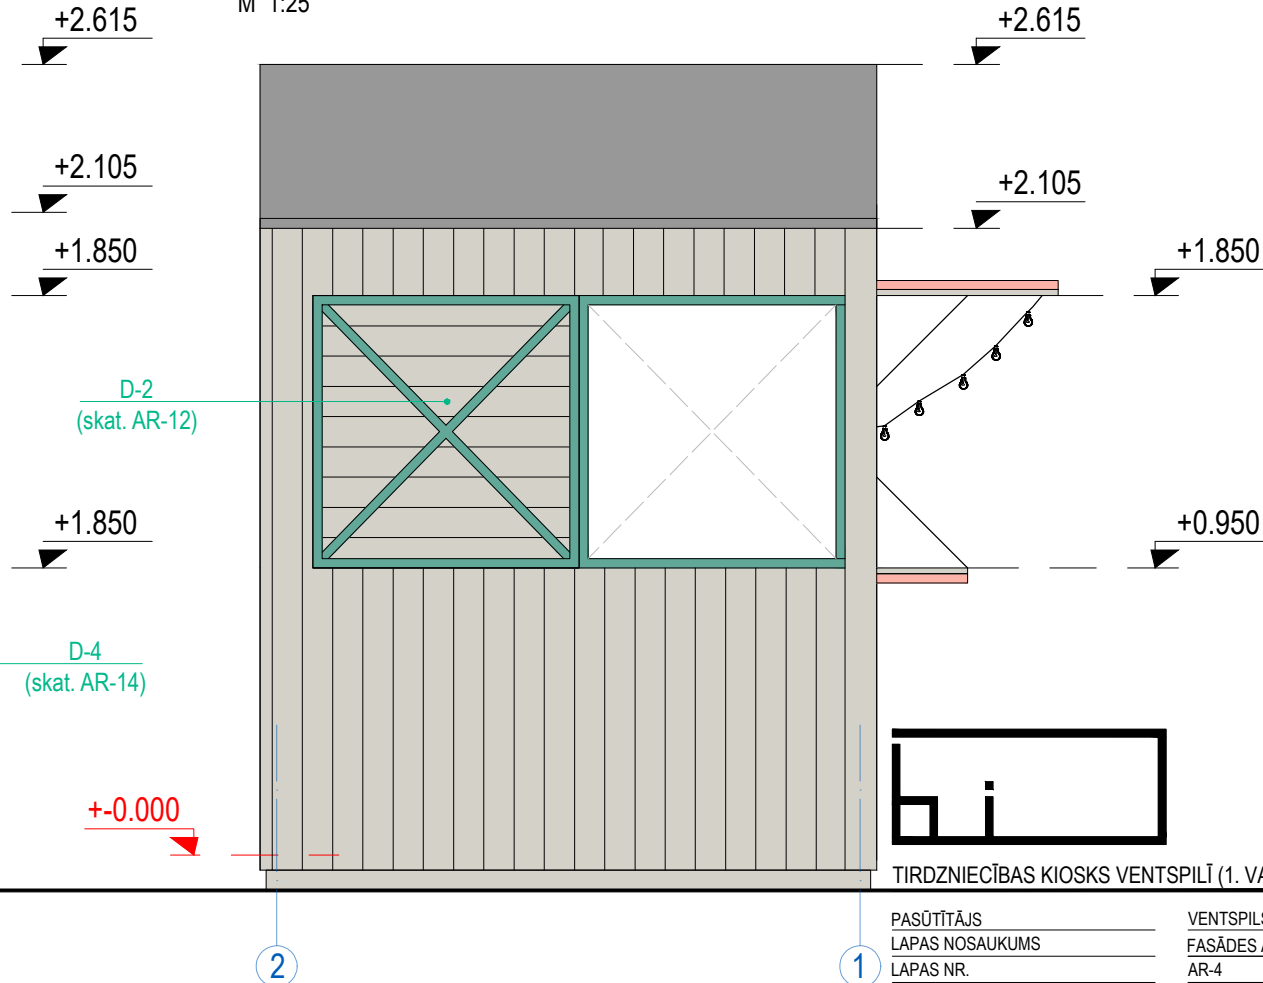 M 1:25
+2.615
+2.615
+2.105
+2.105
+1.850
+1.850
D-2
(skat. AR-12)
+1.850
+0.950
D-4
(skat. AR-14)
+-0.000
TIRDZNIECĪBAS KIOSKS VENTSPILĪ (1. VA
PASŪTĪTĀJS VENTSPILS
LAPAS NOSAUKUMS FASĀDES A
LAPAS NR. AR-4
2
1